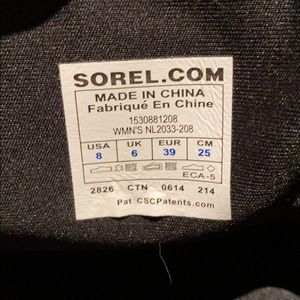 SOREL.COM
MADE IN CHINA
Fabriqué En Chine
1530881208
WMN'S NL2033-208
USA UK EUR CM
8 6 39 25
ECA-5
2826 CTN 0614 214
Pat CSCPatents.com